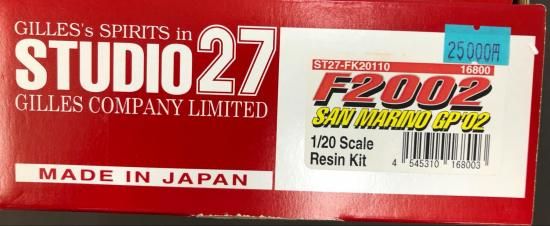 GILLES's SPIRITS in
STUDIO27
GILLES COMPANY LIMITED
MADE IN JAPAN
25000円
ST27-FK20110 16800
F2002
SAN MARINO GP '02
1/20 Scale
Resin Kit
4 545310 168003